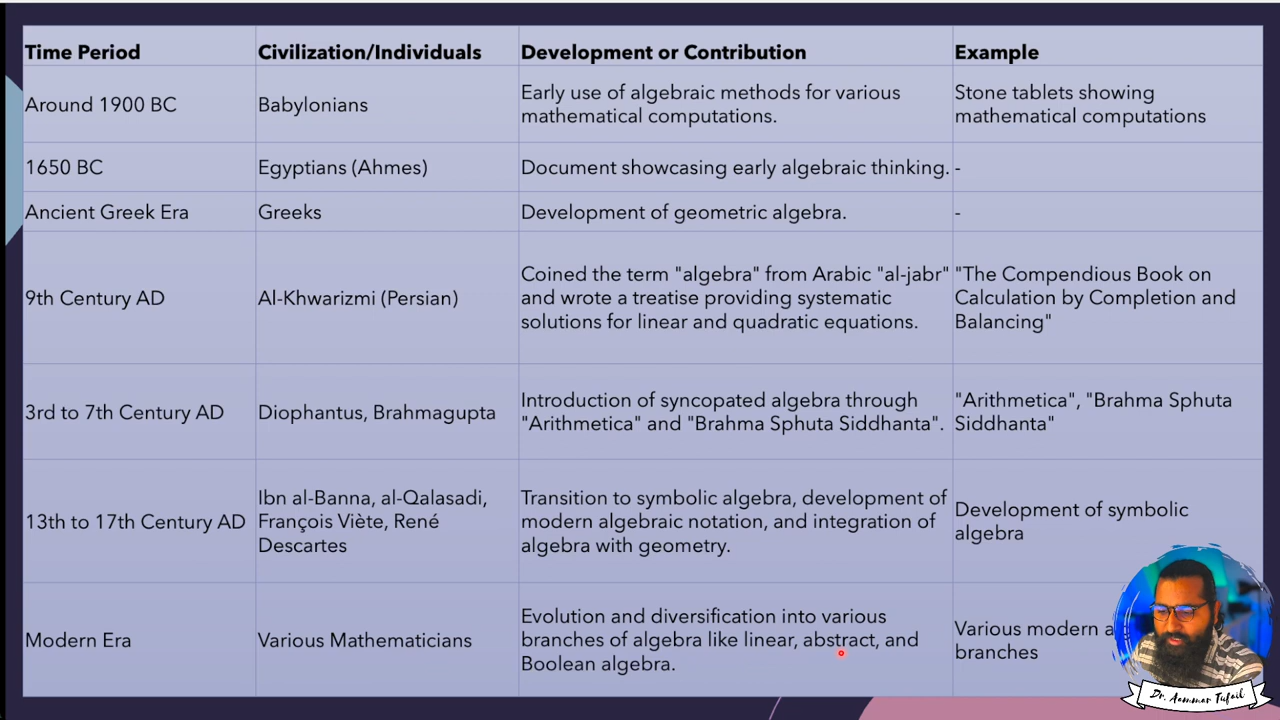 Time Period
Civilization/Individuals
Development or Contribution
Example
Around 1900 BC
Babylonians
Early use of algebraic methods for various
mathematical computations.
Stone tablets showing
mathematical computations
1650 BC
Egyptians (Ahmes)
Document showcasing early algebraic thinking.
-
Ancient Greek Era
Greeks
Development of geometric algebra.
-
9th Century AD
Al-Khwarizmi (Persian)
Coined the term "algebra" from Arabic "al-jabr"
and wrote a treatise providing systematic
solutions for linear and quadratic equations.
"The Compendious Book on
Calculation by Completion and
Balancing"
3rd to 7th Century AD
Diophantus, Brahmagupta
Introduction of syncopated algebra through
"Arithmetica" and "Brahma Sphuta Siddhanta".
"Arithmetica", "Brahma Sphuta
Siddhanta"
13th to 17th Century AD
Ibn al-Banna, al-Qalasadi,
François Viète, René
Descartes
Transition to symbolic algebra, development of
modern algebraic notation, and integration of
algebra with geometry.
Development of symbolic
algebra
Modern Era
Various Mathematicians
Evolution and diversification into various
branches of algebra like linear, abstract, and
Boolean algebra.
Various modern
branches
Dr. Aammar Tufail